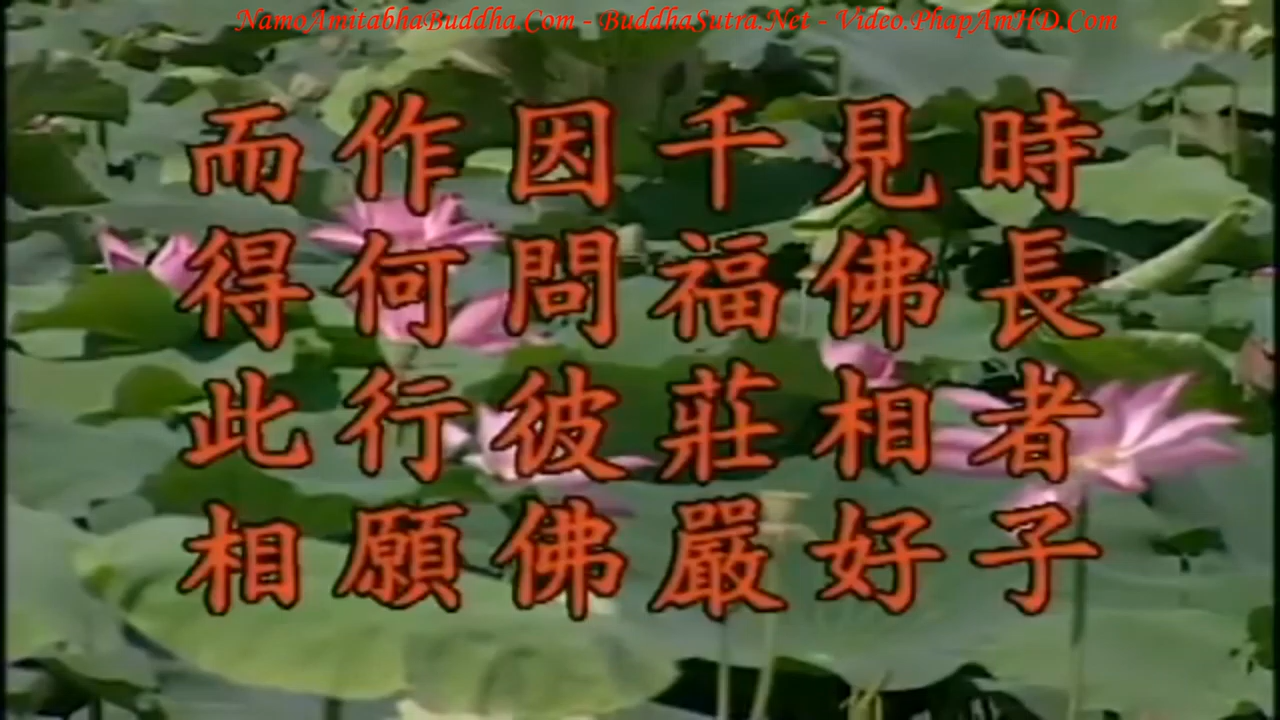 NamoAmitabhaBuddha.Com - BuddhaSutra.Net - Video.PhapAmHD.Com
時長者子
見佛相好
千福莊嚴
因問彼佛
作何行願
而得此相